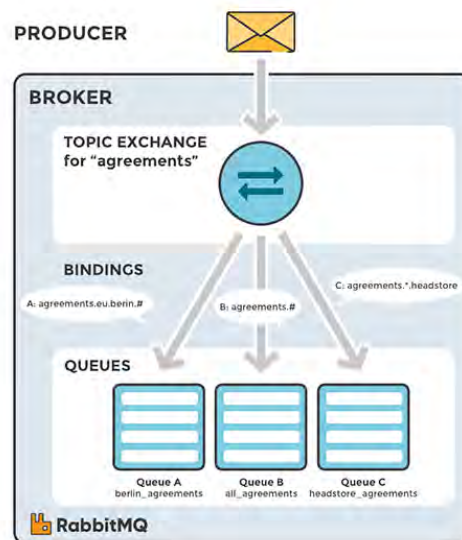 PRODUCER
BROKER
TOPIC EXCHANGE
for "agreements"
BINDINGS
A: agreements.eu.berin.#
B: agreements.#
C: agreements.*.headstore
QUEUES
Queue A
berlin_agreements
Queue B
all_agreements
Queue C
headstore_agreements
RabbitMQ